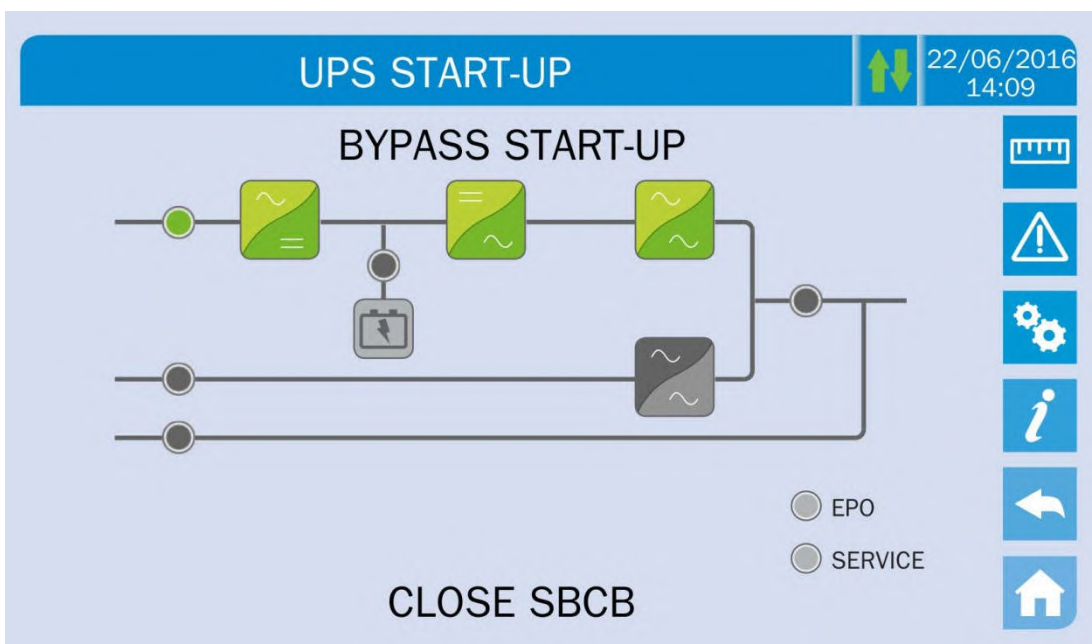 UPS START-UP
22/06/2016
14:09
BYPASS START-UP
EPO
SERVICE
CLOSE SBCB